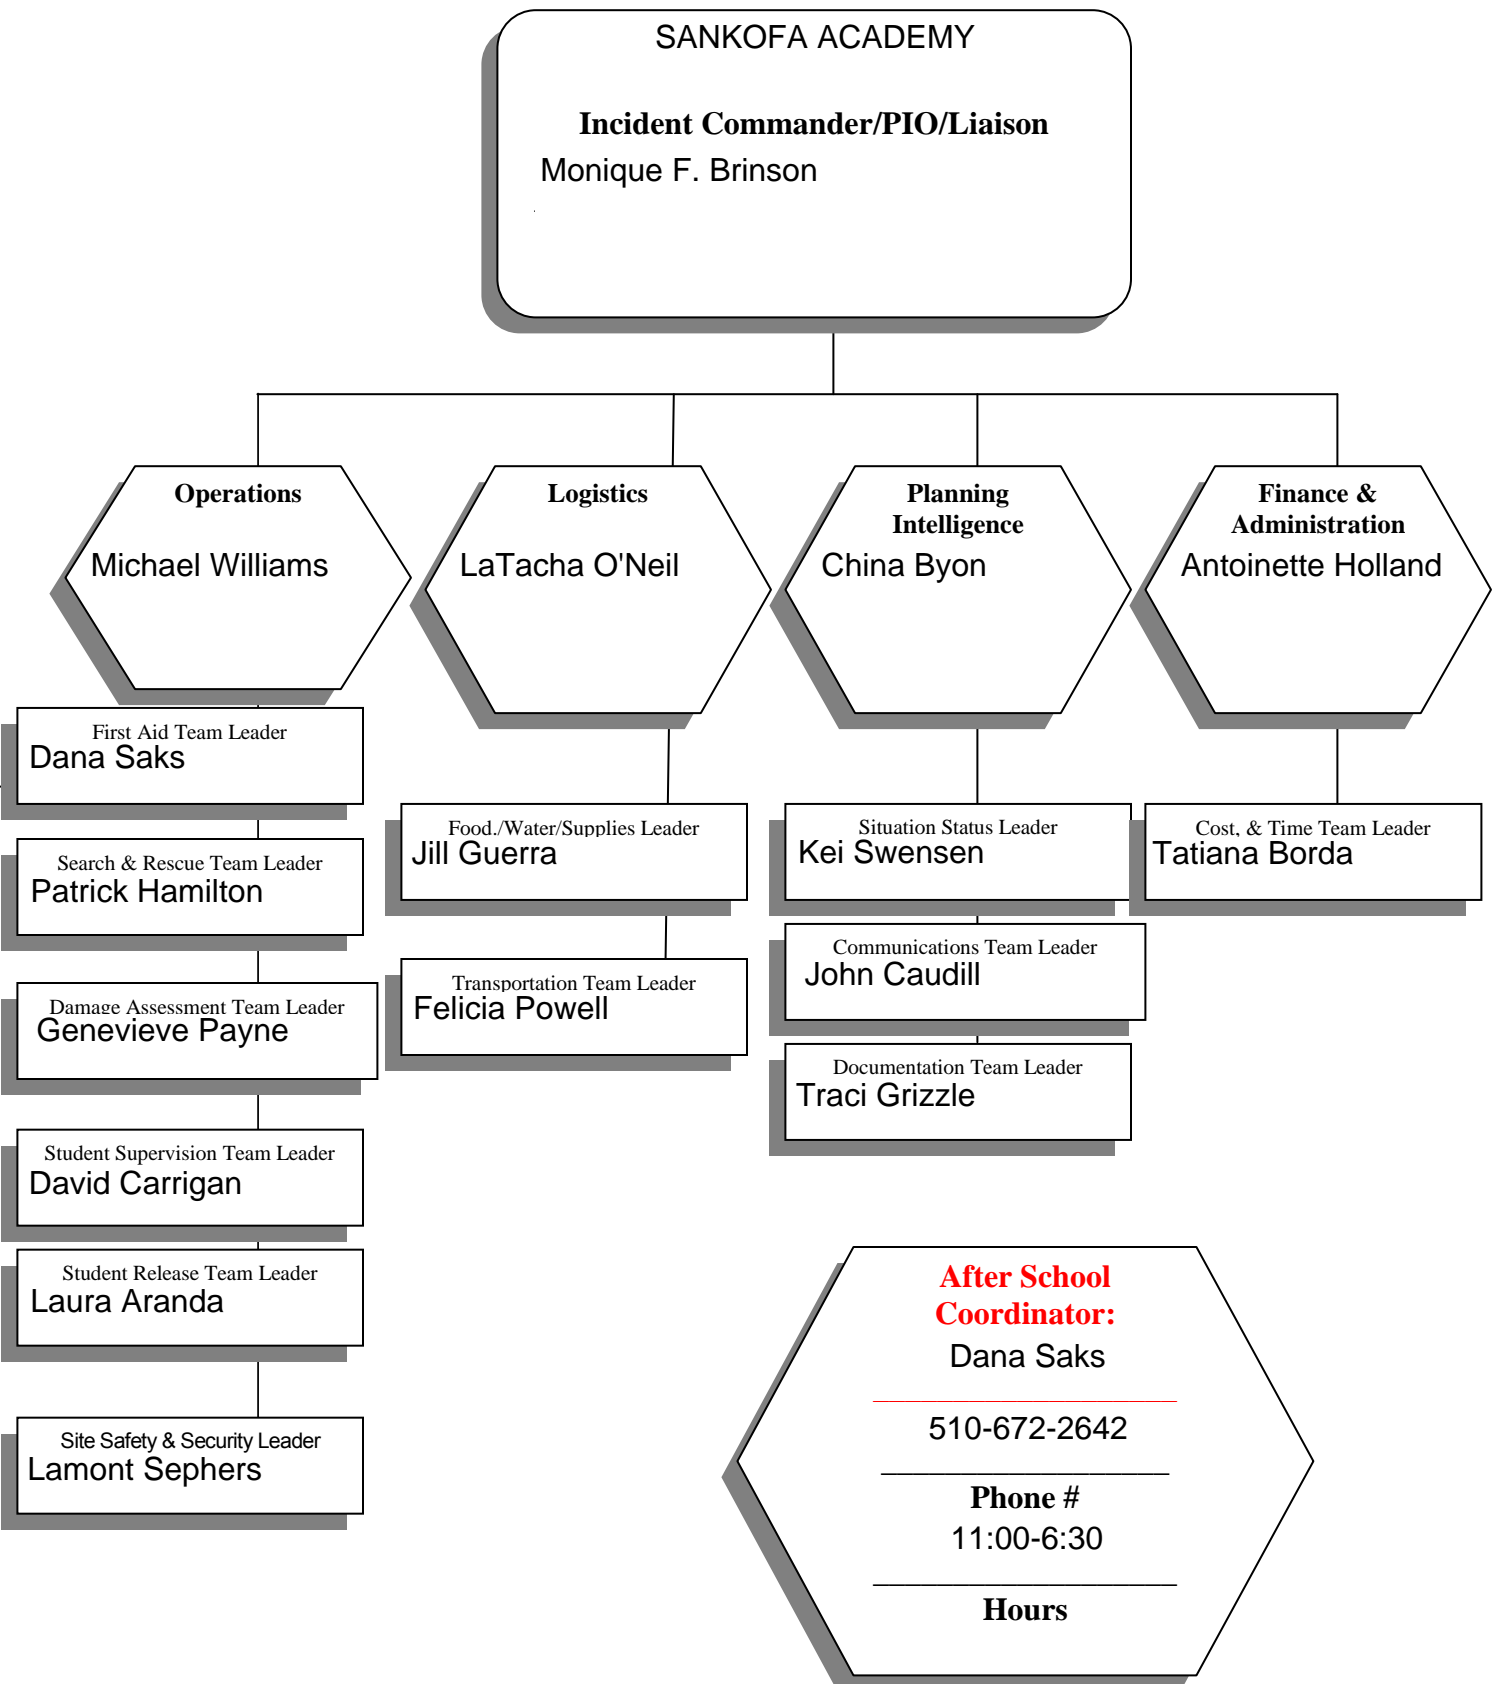 SANKOFA ACADEMY
Incident Commander/PIO/Liaison
Monique F. Brinson
Operations
Michael Williams
Logistics
LaTacha O'Neil
Planning
Intelligence
China Byon
Finance &
Administration
Antoinette Holland
First Aid Team Leader
Dana Saks
Search & Rescue Team Leader
Patrick Hamilton
Damage Assessment Team Leader
Genevieve Payne
Student Supervision Team Leader
David Carrigan
Student Release Team Leader
Laura Aranda
Site Safety & Security Leader
Lamont Sephers
Food./Water/Supplies Leader
Jill Guerra
Transportation Team Leader
Felicia Powell
Situation Status Leader
Kei Swensen
Communications Team Leader
John Caudill
Documentation Team Leader
Traci Grizzle
Cost, & Time Team Leader
Tatiana Borda
After School
Coordinator:
Dana Saks
510-672-2642
Phone #
11:00-6:30
Hours